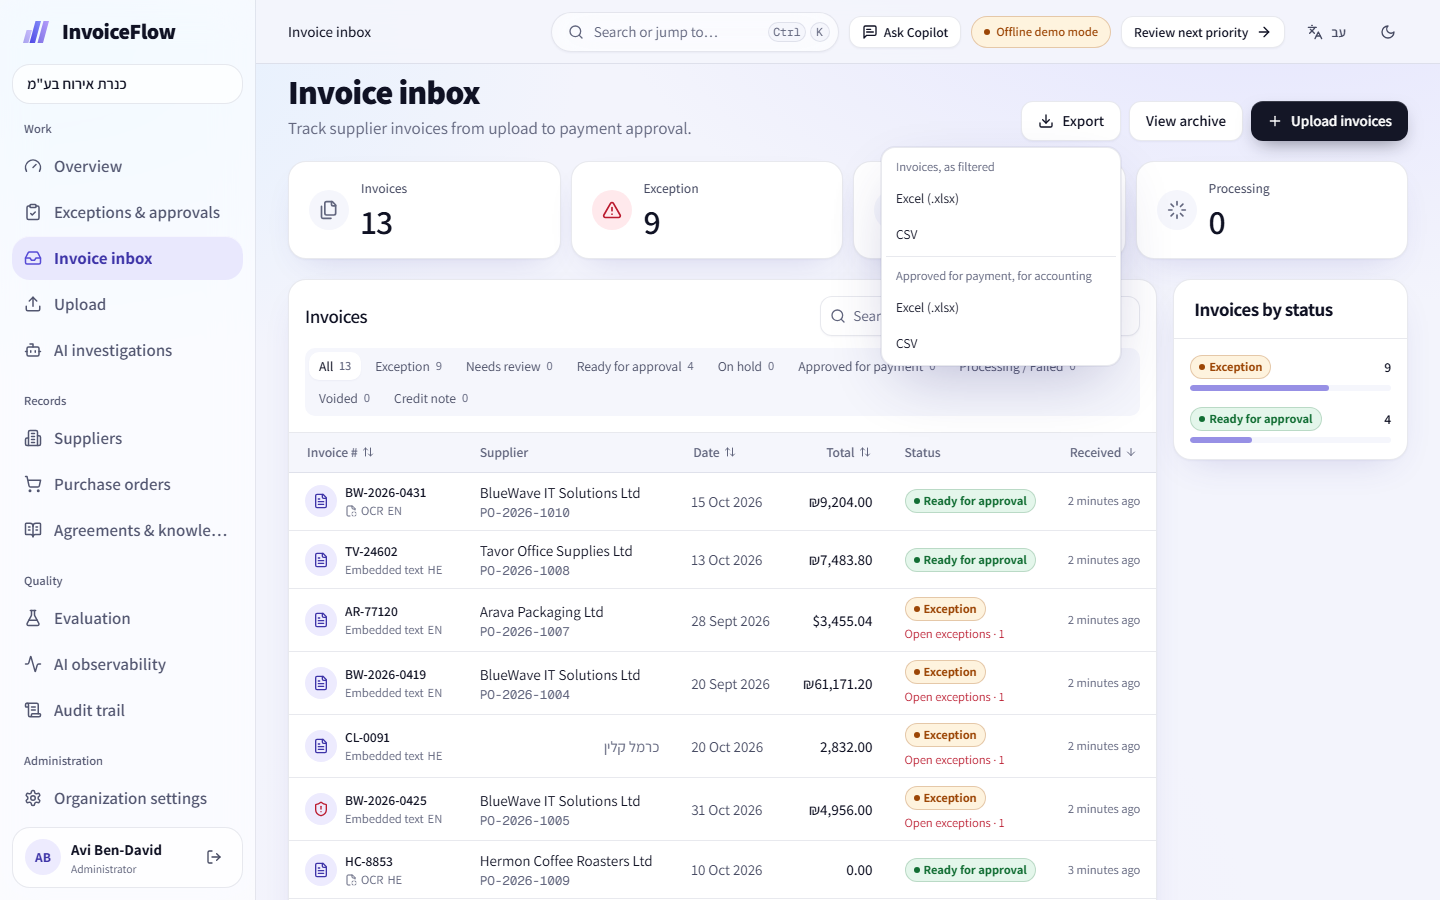 InvoiceFlow
כנרת אירוח בע"מ
Work
Overview
Exceptions & approvals
Invoice inbox
Upload
AI investigations
Records
Suppliers
Purchase orders
Agreements & knowle…
Quality
Evaluation
AI observability
Audit trail
Administration
Organization settings
AB
Avi Ben-David
Administrator
Invoice inbox
Search or jump to…
Ctrl K
Ask Copilot
Offline demo mode
Review next priority
עב
Invoice inbox
Track supplier invoices from upload to payment approval.
Export
View archive
Upload invoices
Invoices, as filtered
Excel (.xlsx)
CSV
Approved for payment, for accounting
Excel (.xlsx)
CSV
Invoices
13
Exception
9
Processing
0
Invoices
All 13
Exception 9
Needs review 0
Ready for approval 4
On hold 0
Approved for payment 0
Processing / Failed 0
Voided 0
Credit note 0
Invoice # Supplier Date Total Status Received
BW-2026-0431 BlueWave IT Solutions Ltd 15 Oct 2026 ₪9,204.00 Ready for approval 2 minutes ago
OCR EN PO-2026-1010
TV-24602 Tavor Office Supplies Ltd 13 Oct 2026 ₪7,483.80 Ready for approval 2 minutes ago
Embedded text HE PO-2026-1008
AR-77120 Arava Packaging Ltd 28 Sept 2026 $3,455.04 Exception 2 minutes ago
Embedded text EN PO-2026-1007 Open exceptions · 1
BW-2026-0419 BlueWave IT Solutions Ltd 20 Sept 2026 ₪61,171.20 Exception 2 minutes ago
Embedded text EN PO-2026-1004 Open exceptions · 1
CL-0091 כרמל קלין 20 Oct 2026 2,832.00 Exception 2 minutes ago
Embedded text HE Open exceptions · 1
BW-2026-0425 BlueWave IT Solutions Ltd 31 Oct 2026 ₪4,956.00 Exception 2 minutes ago
Embedded text EN PO-2026-1005 Open exceptions · 1
HC-8853 Hermon Coffee Roasters Ltd 10 Oct 2026 0.00 Ready for approval 3 minutes ago
OCR HE PO-2026-1009
Invoices by status
Exception 9
Ready for approval 4